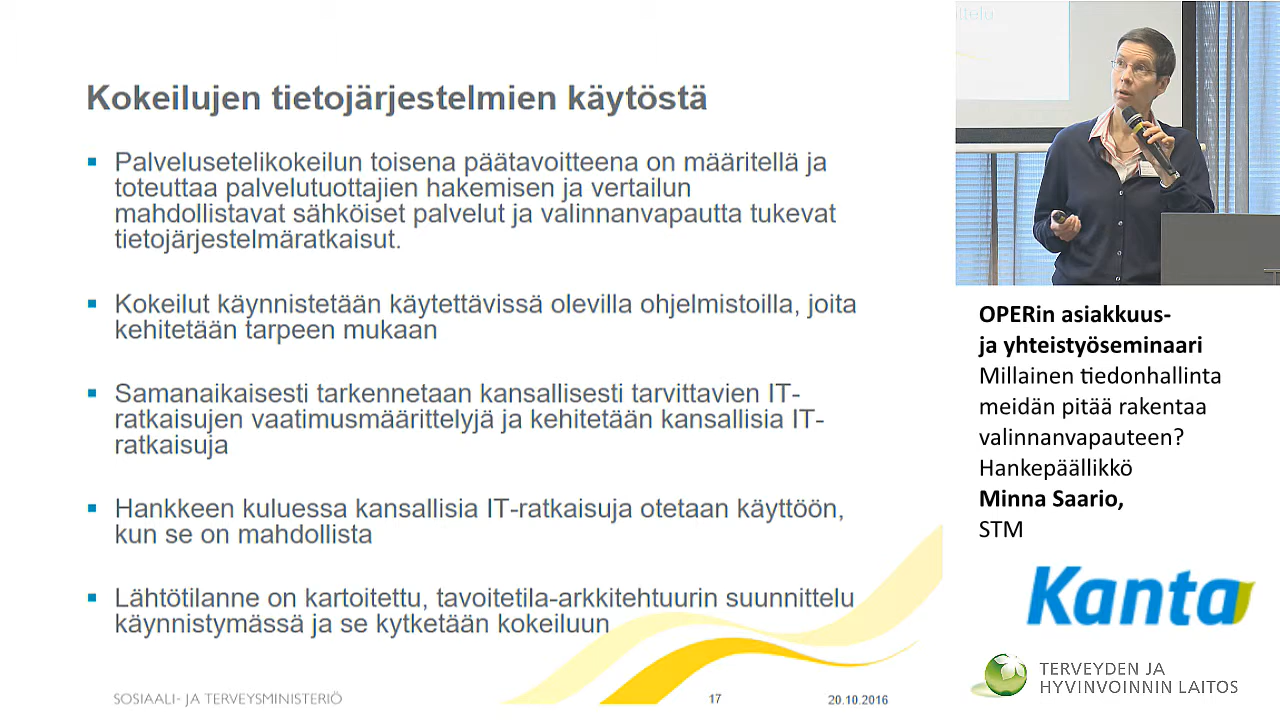 Kokeilujen tietojärjestelmien käytöstä
Palvelusetelikokeilun toisena päätavoitteena on määritellä ja
toteuttaa palvelutuottajien hakemisen ja vertailun
mahdollistavat sähköiset palvelut ja valinnanvapautta tukevat
tietojärjestelmäratkaisut.
Kokeilut käynnistetään käytettävissä olevilla ohjelmistoilla, joita
kehitetään tarpeen mukaan
Samanaikaisesti tarkennetaan kansallisesti tarvittavien IT-
ratkaisujen vaatimusmäärittelyjä ja kehitetään kansallisia IT-
ratkaisuja
Hankkeen kuluessa kansallisia IT-ratkaisuja otetaan käyttöön,
kun se on mahdollista
Lähtötilanne on kartoitettu, tavoitetila-arkkitehtuurin suunnittelu
käynnistymässä ja se kytketään kokeiluun
SOSIAALI- JA TERVEYSMINISTERIÖ
17
20.10.2016
OPERin asiakkuus-
ja yhteistyöseminaari
Millainen tiedonhallinta
meidän pitää rakentaa
valinnanvapauteen?
Hankepäällikkö
Minna Saario,
STM
Kanta
TERVEYDEN JA
HYVINVOINNIN LAITOS